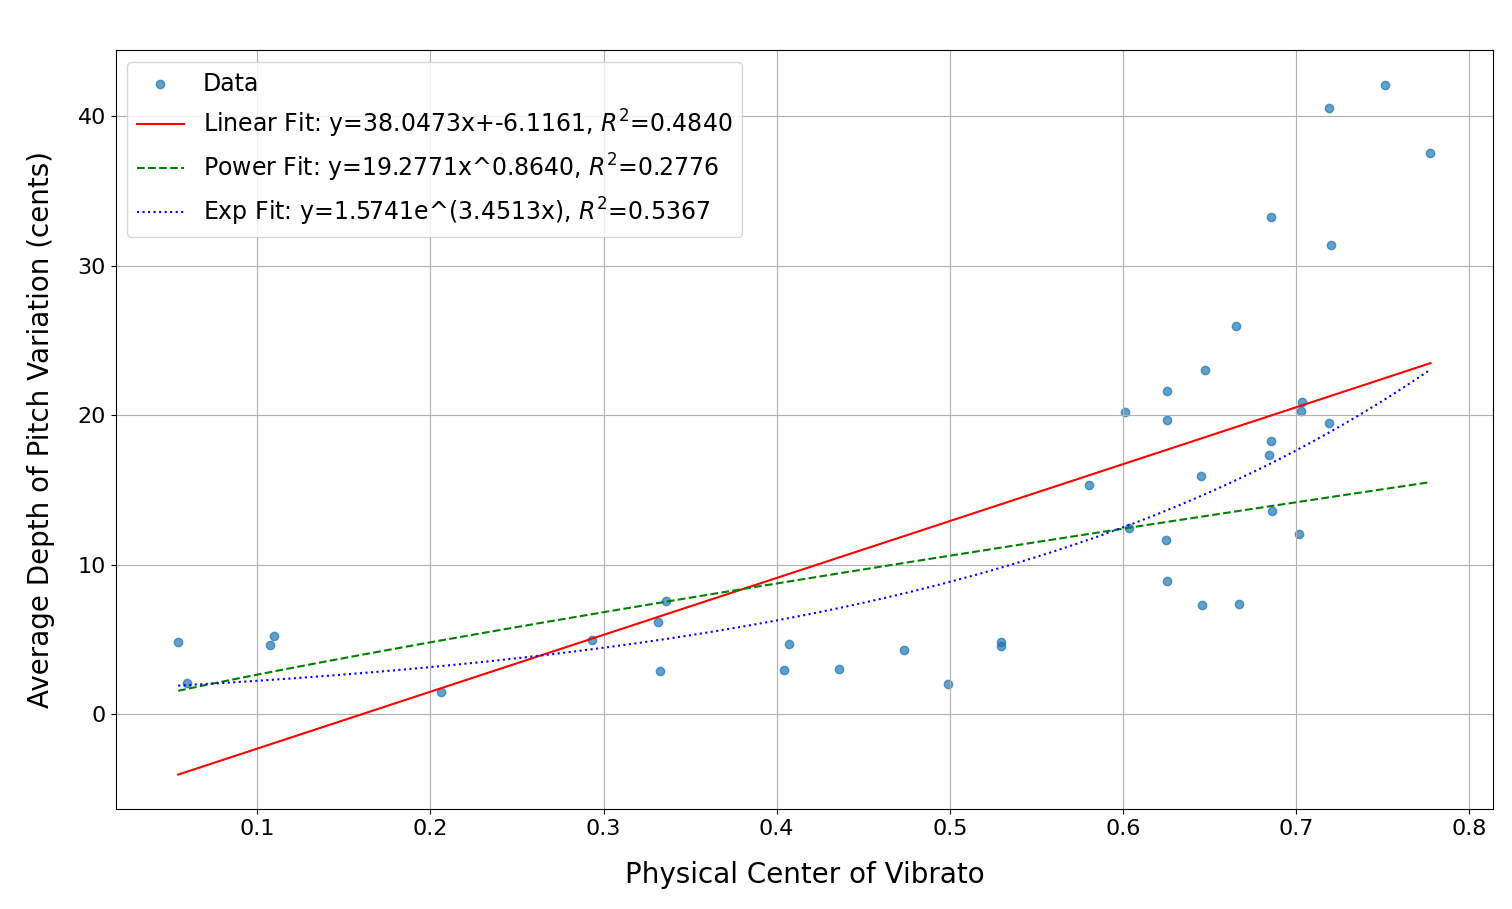 Data
Linear Fit: y=38.0473x+-6.1161, R²=0.4840
Power Fit: y=19.2771x^0.8640, R²=0.2776
Exp Fit: y=1.5741e^(3.4513x), R²=0.5367
Average Depth of Pitch Variation (cents)
40
30
20
10
0
0.1 0.2 0.3 0.4 0.5 0.6 0.7 0.8
Physical Center of Vibrato